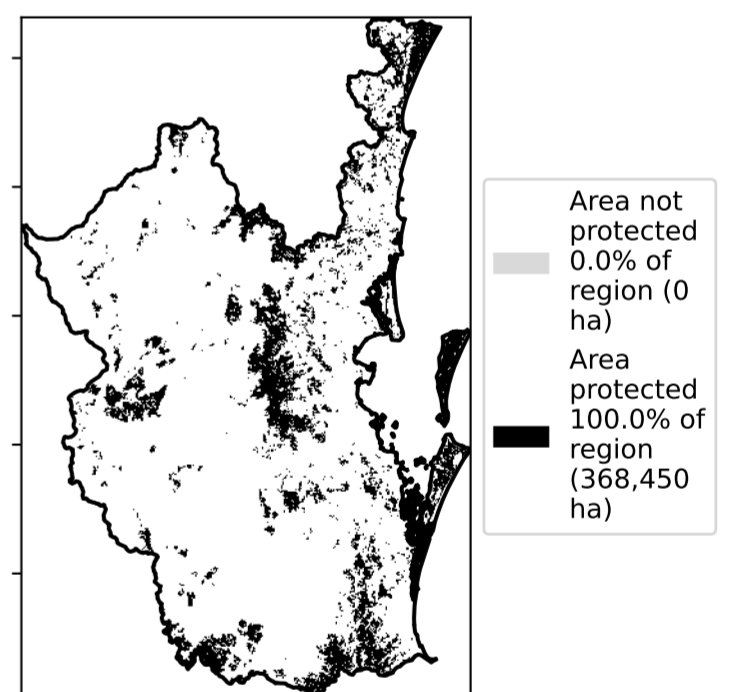 Area not
protected
0.0% of
region (0
ha)
Area
protected
100.0% of
region
(368,450
ha)